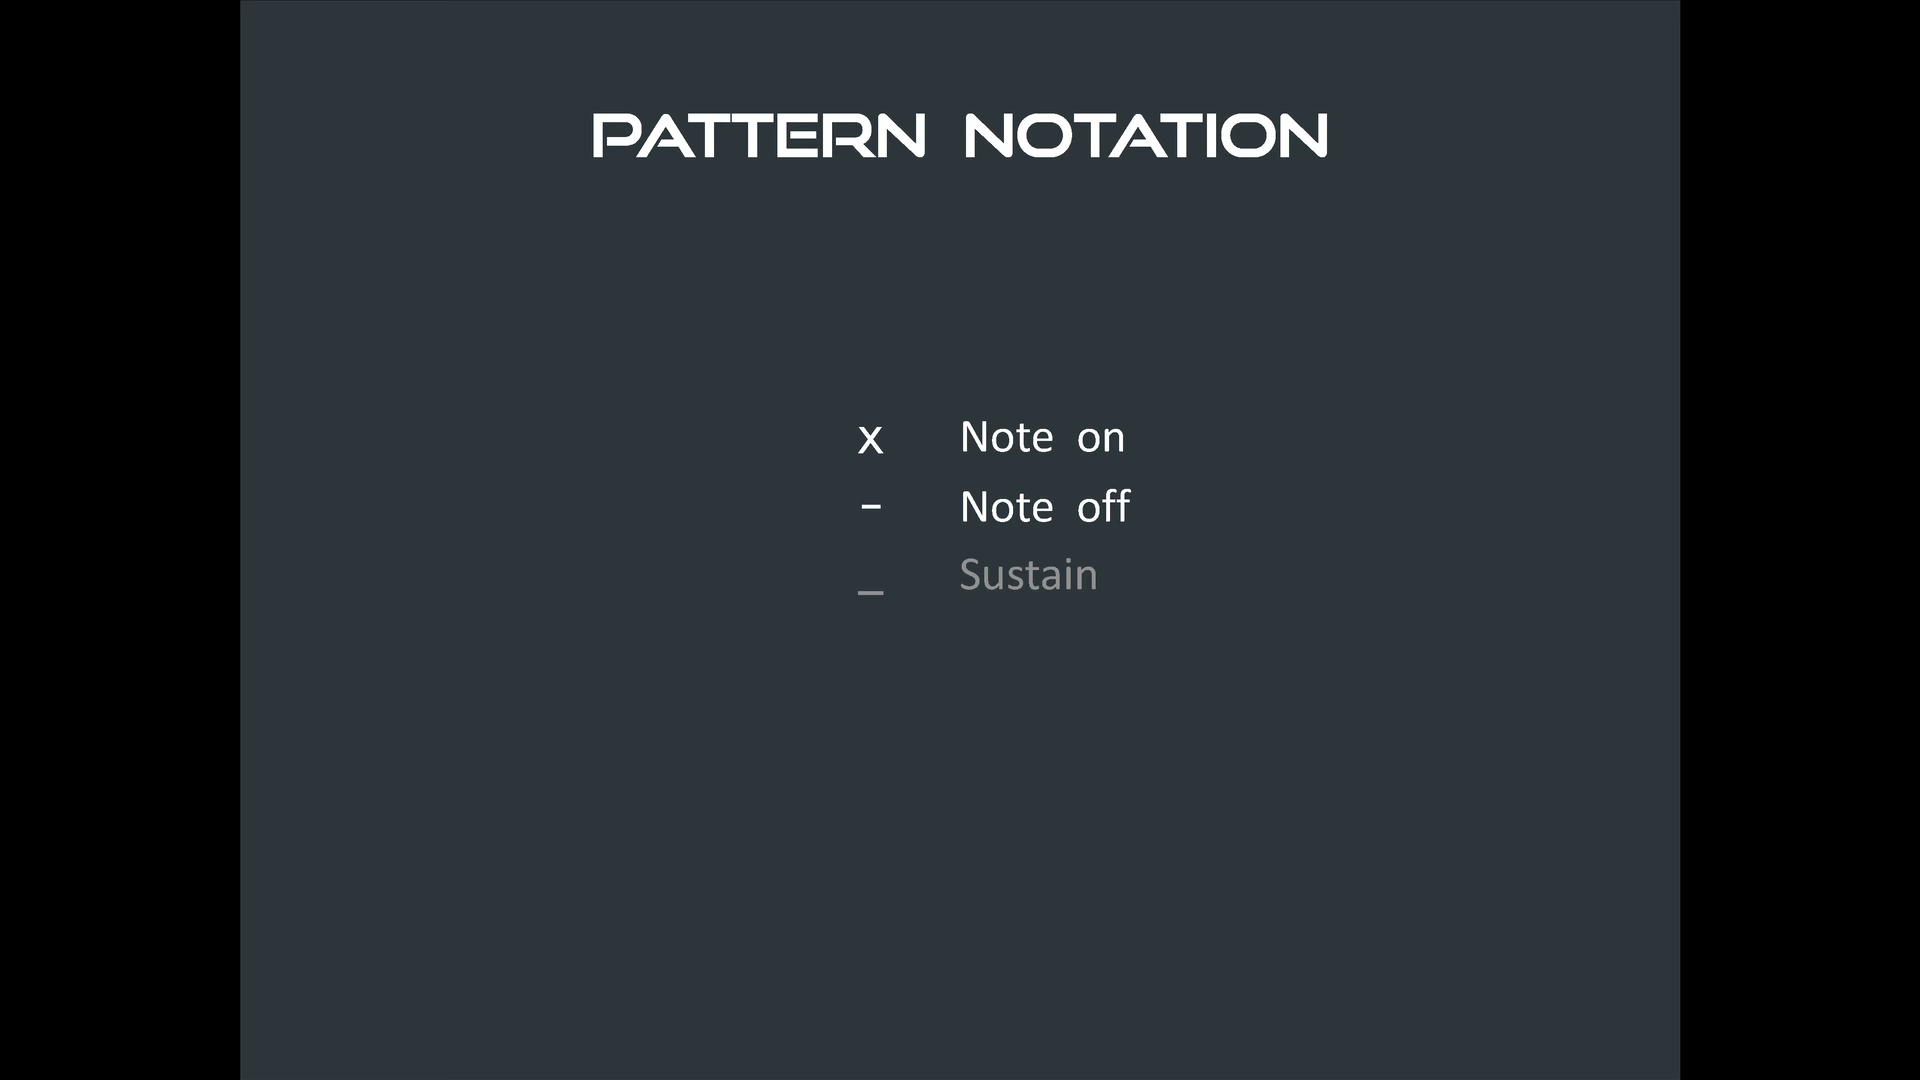 PATTERN NOTATION
x Note on
- Note off
_ Sustain